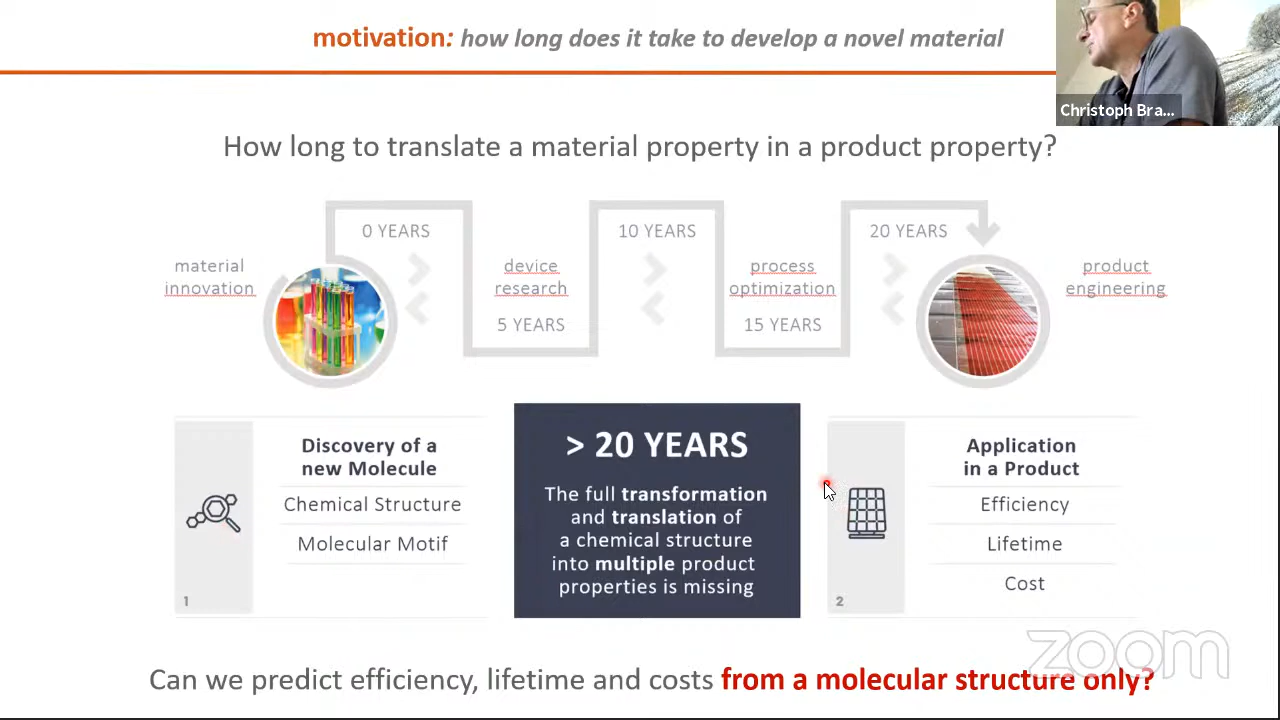 motivation: how long does it take to develop a novel material
Christoph Bra...
How long to translate a material property in a product property?
0 YEARS
10 YEARS
20 YEARS
material
innovation
device
research
process
optimization
product
engineering
5 YEARS
15 YEARS
Discovery of a
new Molecule
Chemical Structure
Molecular Motif
1
> 20 YEARS
The full transformation
and translation of
a chemical structure
into multiple product
properties is missing
Application
in a Product
Efficiency
Lifetime
Cost
2
zoom
Can we predict efficiency, lifetime and costs from a molecular structure only?